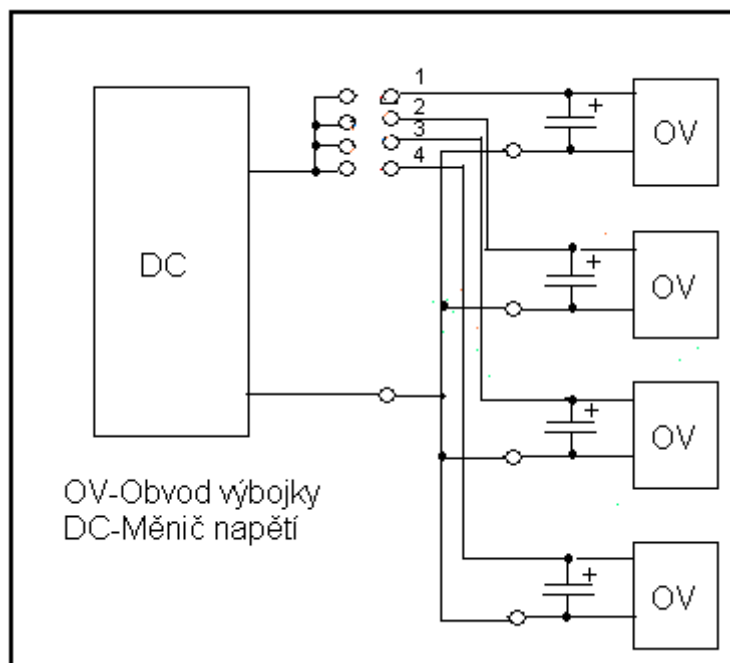 1
2
3
4
+
OV
DC
+
OV
+
OV
OV-Obvod výbojky
DC-Měnič napětí
+
OV